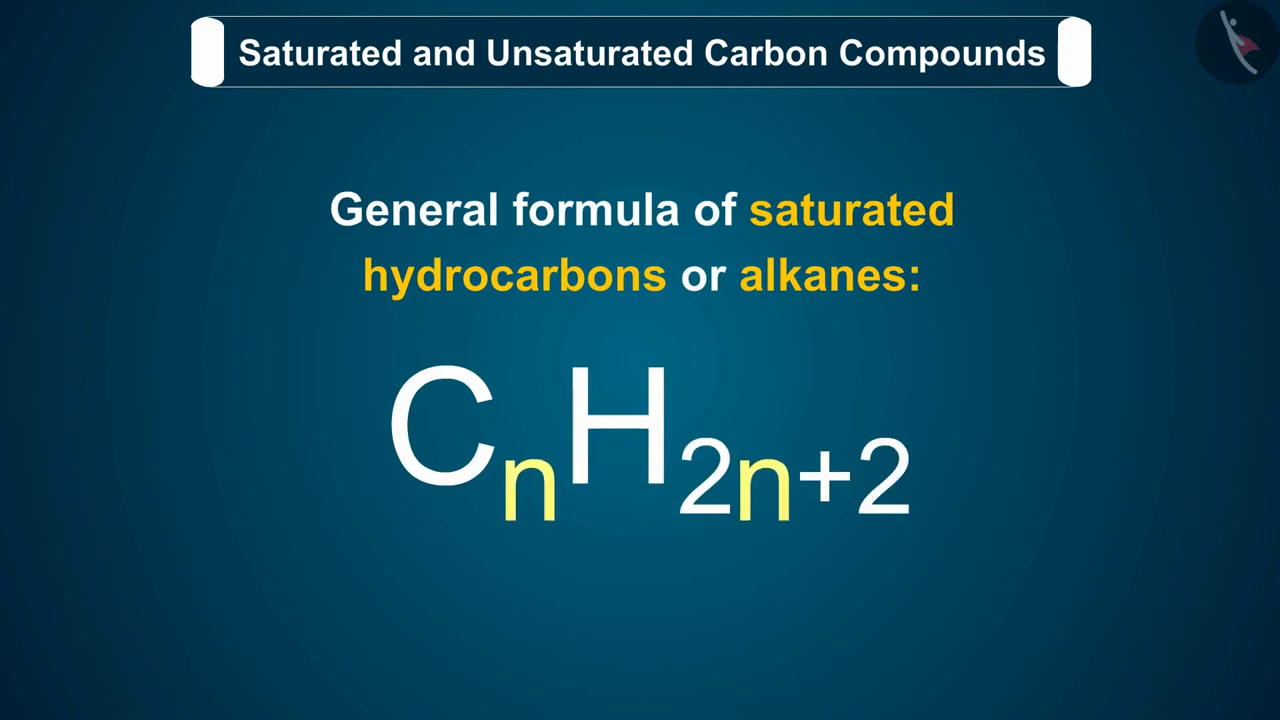 Saturated and Unsaturated Carbon Compounds
General formula of saturated
hydrocarbons or alkanes:
CnH2n+2